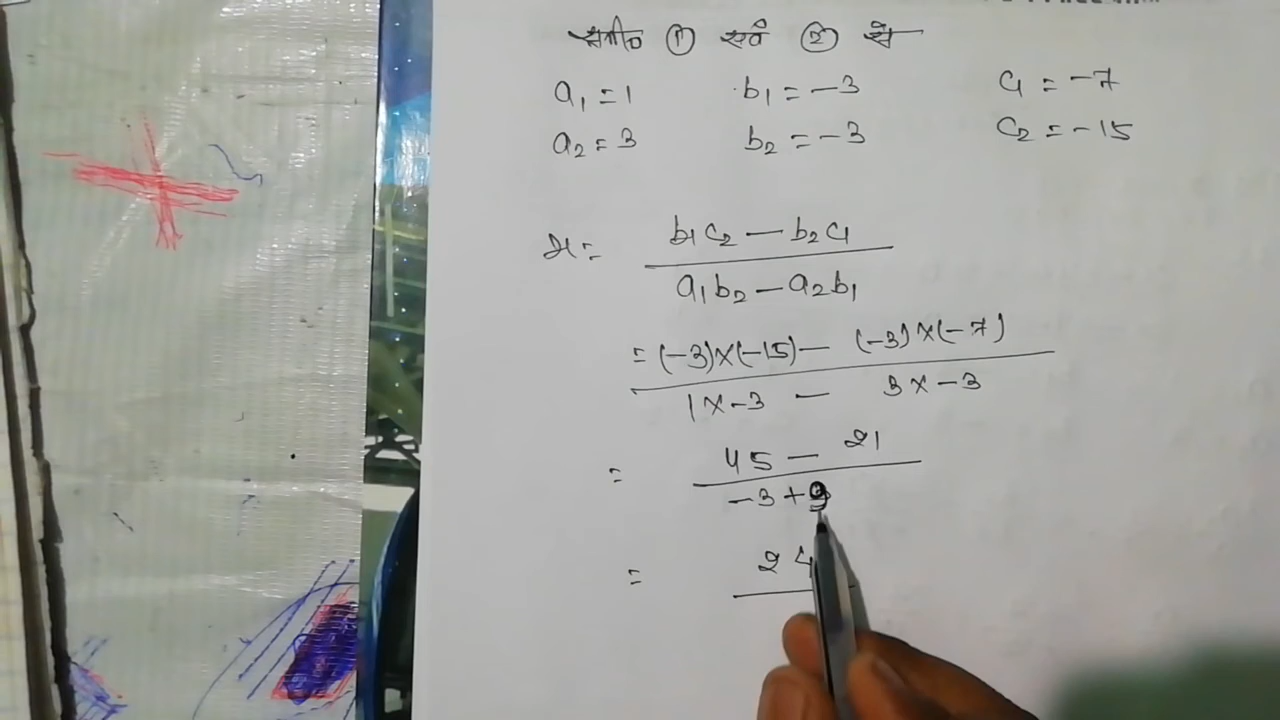 समी० ① एवं ② से
a₁ = 1 b₁ = -3 c₁ = -7
a₂ = 3 b₂ = -3 c₂ = -15
x = b₁c₂ - b₂c₁
a₁b₂ - a₂b₁
= (-3)×(-15) - (-3)×(-7)
1×-3 - 3×-3
= 45 - 21
-3+9
= 24